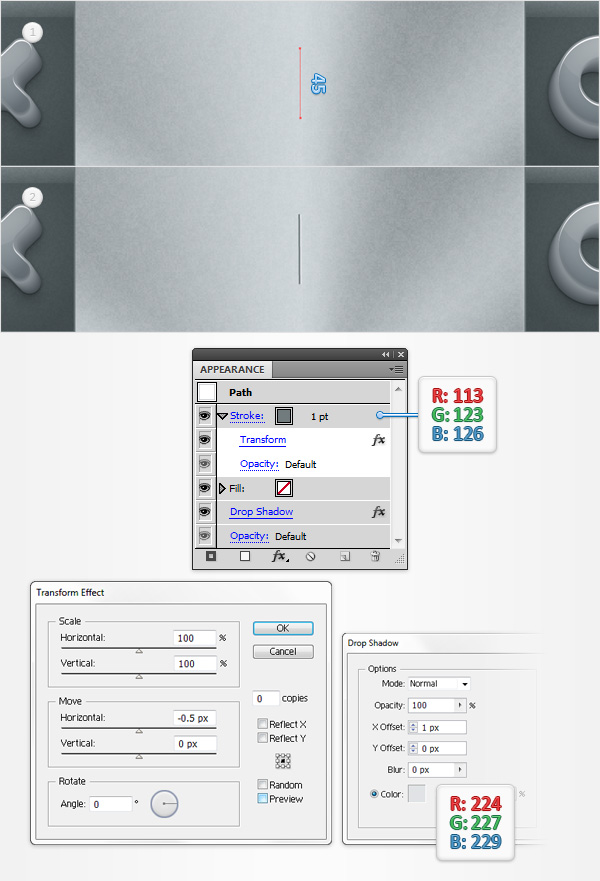 1
45
2
APPEARANCE
Path
Stroke: 1 pt
Transform fx
Opacity: Default
Fill:
Drop Shadow fx
Opacity: Default
fx
R: 113
G: 123
B: 126
Transform Effect
Scale
Horizontal: 100 %
Vertical: 100 %
Move
Horizontal: -0.5 px
Vertical: 0 px
Rotate
Angle: 0 °
OK
Cancel
0 copies
Reflect X
Reflect Y
Random
Preview
Drop Shadow
Options
Mode: Normal
Opacity: 100 %
X Offset: 1 px
Y Offset: 0 px
Blur: 0 px
Color: %
R: 224
G: 227
B: 229